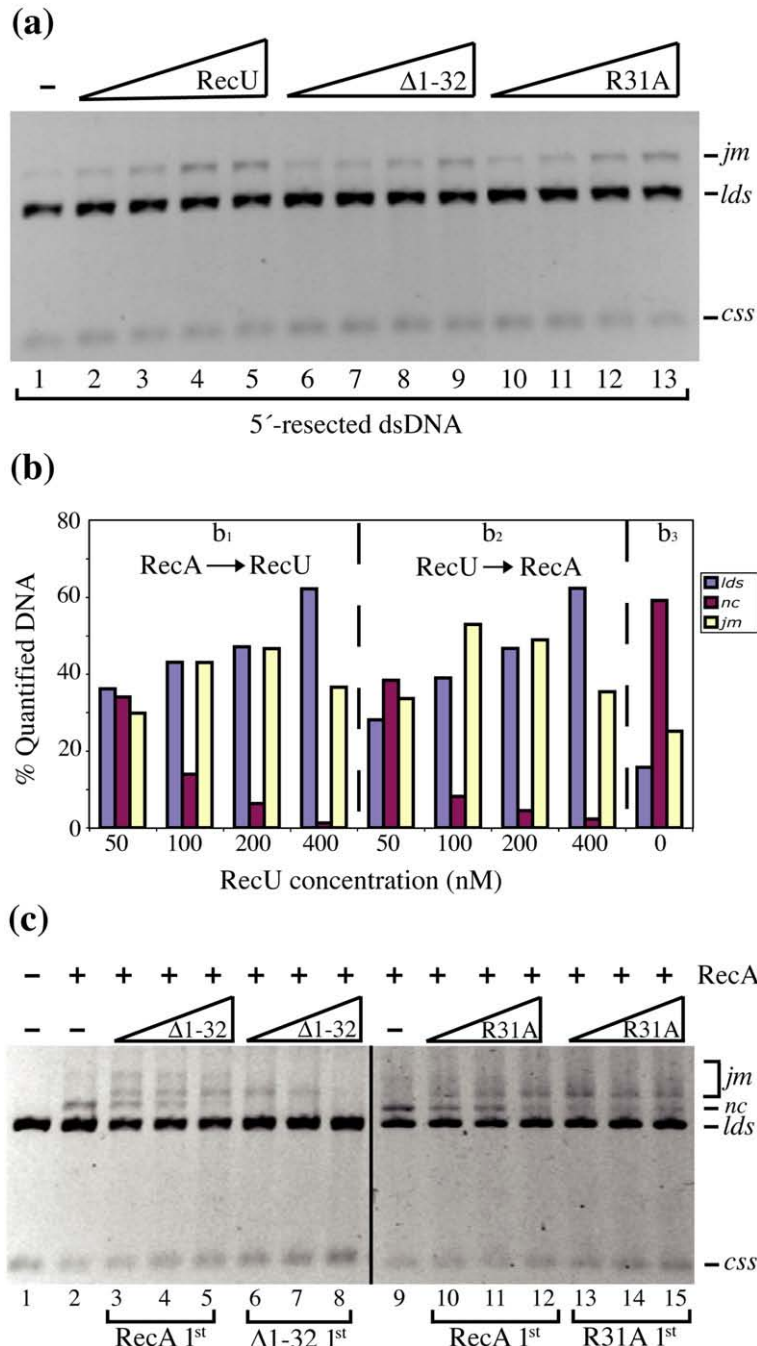 (a)
– RecU Δ1-32 R31A
jm
lds
css
1 2 3 4 5 6 7 8 9 10 11 12 13
5´-resected dsDNA
(b)
% Quantified DNA
80
60
40
20
0
b1 b2 b3
RecA → RecU RecU → RecA
lds
nc
jm
50 100 200 400 50 100 200 400 0
RecU concentration (nM)
(c)
– + + + + + + + + + + + + + + RecA
– – Δ1-32 Δ1-32 – R31A R31A
jm
nc
lds
css
1 2 3 4 5 6 7 8 9 10 11 12 13 14 15
RecA 1st Δ1-32 1st RecA 1st R31A 1st